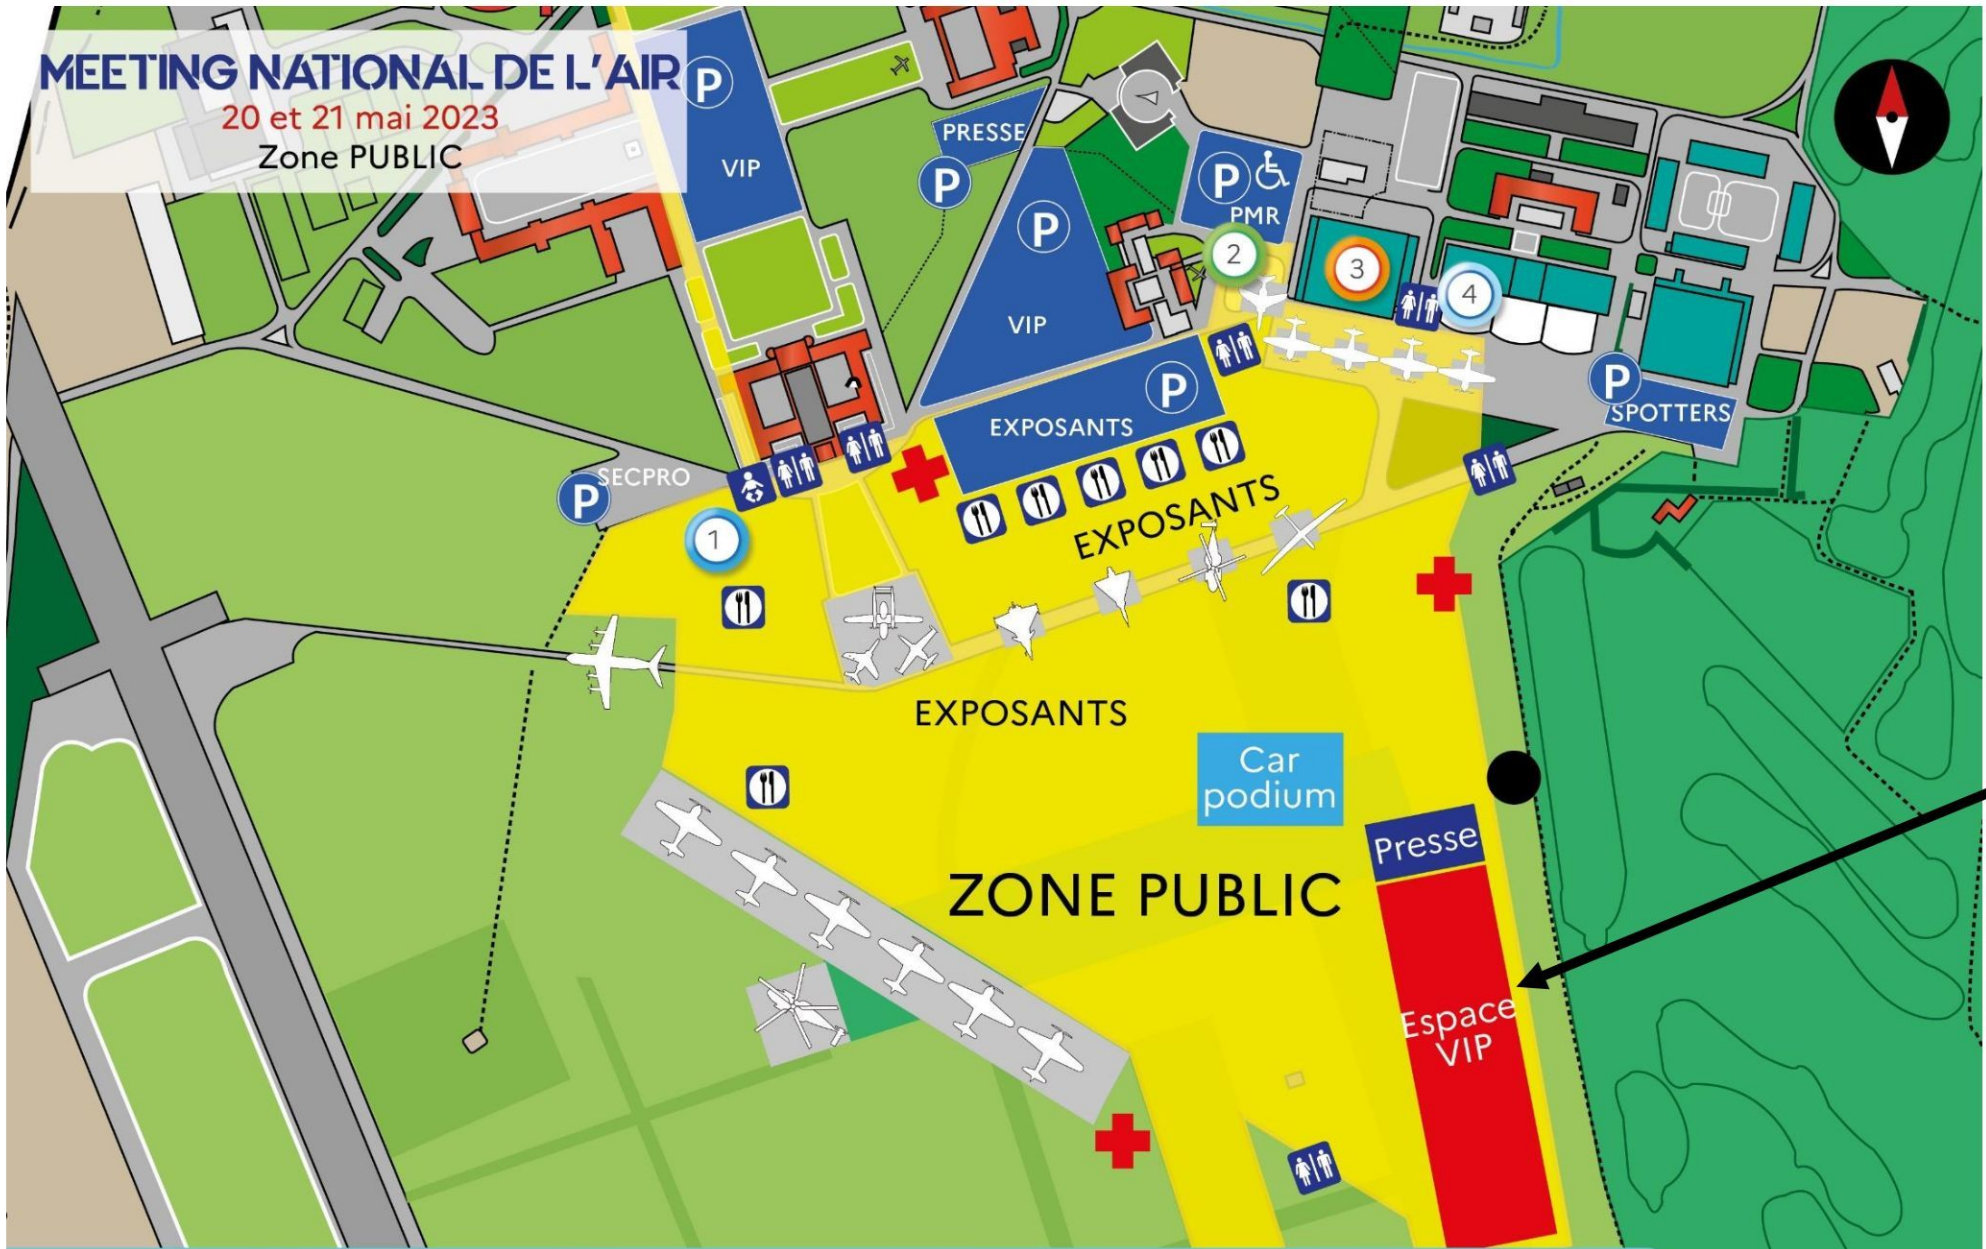 MEETING NATIONAL DE L'AIR
20 et 21 mai 2023
Zone PUBLIC
P
VIP
PRESSE
P
P
VIP
P
PMR
2
3
4
P
SPOTTERS
P
EXPOSANTS
SECPRO
P
1
EXPOSANTS
EXPOSANTS
Car
podium
Presse
ZONE PUBLIC
Espace
VIP